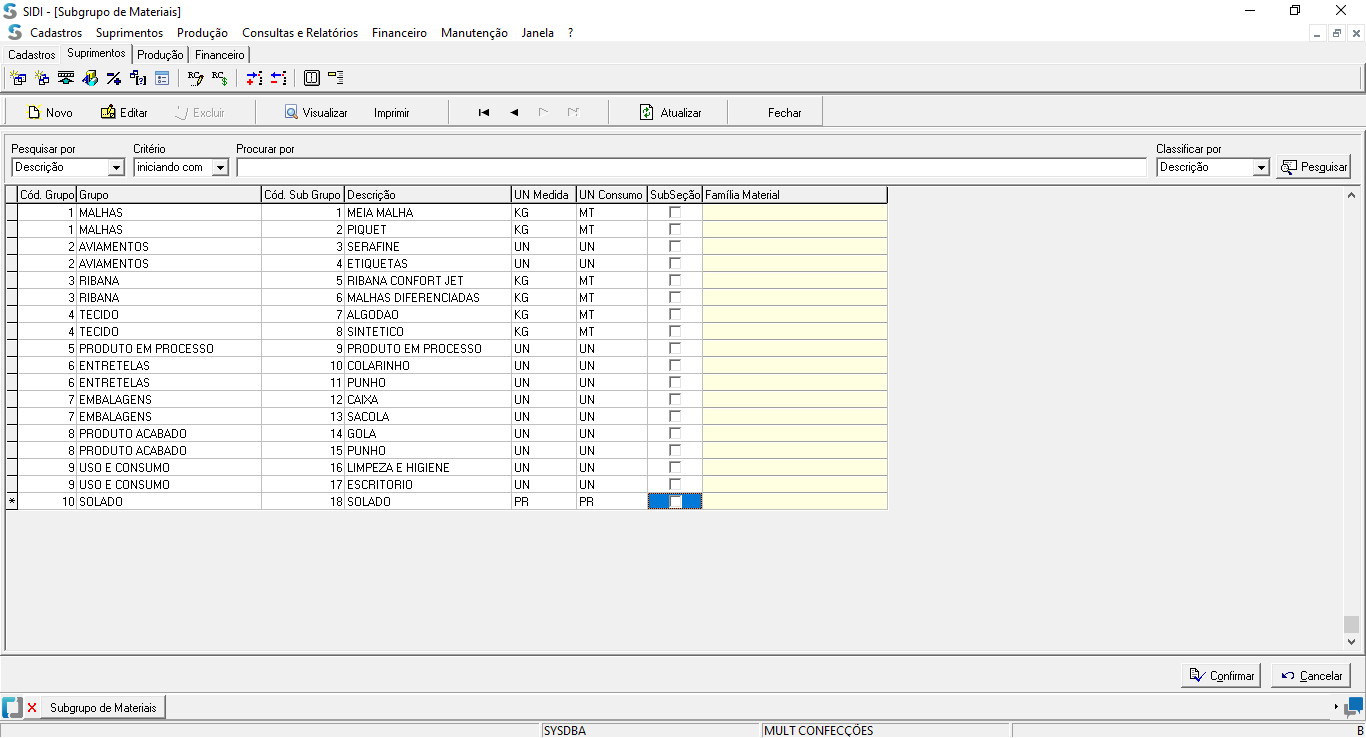 SIDI - [Subgrupo de Materiais]
Cadastros Suprimentos Produção Consultas e Relatórios Financeiro Manutenção Janela ?
Cadastros Suprimentos Produção Financeiro
Novo Editar Excluir Visualizar Imprimir Atualizar Fechar
Pesquisar por Critério Procurar por Classificar por
Descrição iniciando com Descrição Pesquisar
Cód. Grupo Grupo Cód. Sub Grupo Descrição UN Medida UN Consumo SubSeção Família Material
1 MALHAS 1 MEIA MALHA KG MT
1 MALHAS 2 PIQUET KG MT
2 AVIAMENTOS 3 SERAFINE UN UN
2 AVIAMENTOS 4 ETIQUETAS UN UN
3 RIBANA 5 RIBANA CONFORT JET KG MT
3 RIBANA 6 MALHAS DIFERENCIADAS KG MT
4 TECIDO 7 ALGODAO KG MT
4 TECIDO 8 SINTETICO KG MT
5 PRODUTO EM PROCESSO 9 PRODUTO EM PROCESSO UN UN
6 ENTRETELAS 10 COLARINHO UN UN
6 ENTRETELAS 11 PUNHO UN UN
7 EMBALAGENS 12 CAIXA UN UN
7 EMBALAGENS 13 SACOLA UN UN
8 PRODUTO ACABADO 14 GOLA UN UN
8 PRODUTO ACABADO 15 PUNHO UN UN
9 USO E CONSUMO 16 LIMPEZA E HIGIENE UN UN
9 USO E CONSUMO 17 ESCRITORIO UN UN
* 10 SOLADO 18 SOLADO PR PR
Confirmar Cancelar
Subgrupo de Materiais
SYSDBA MULT CONFECÇÕES B